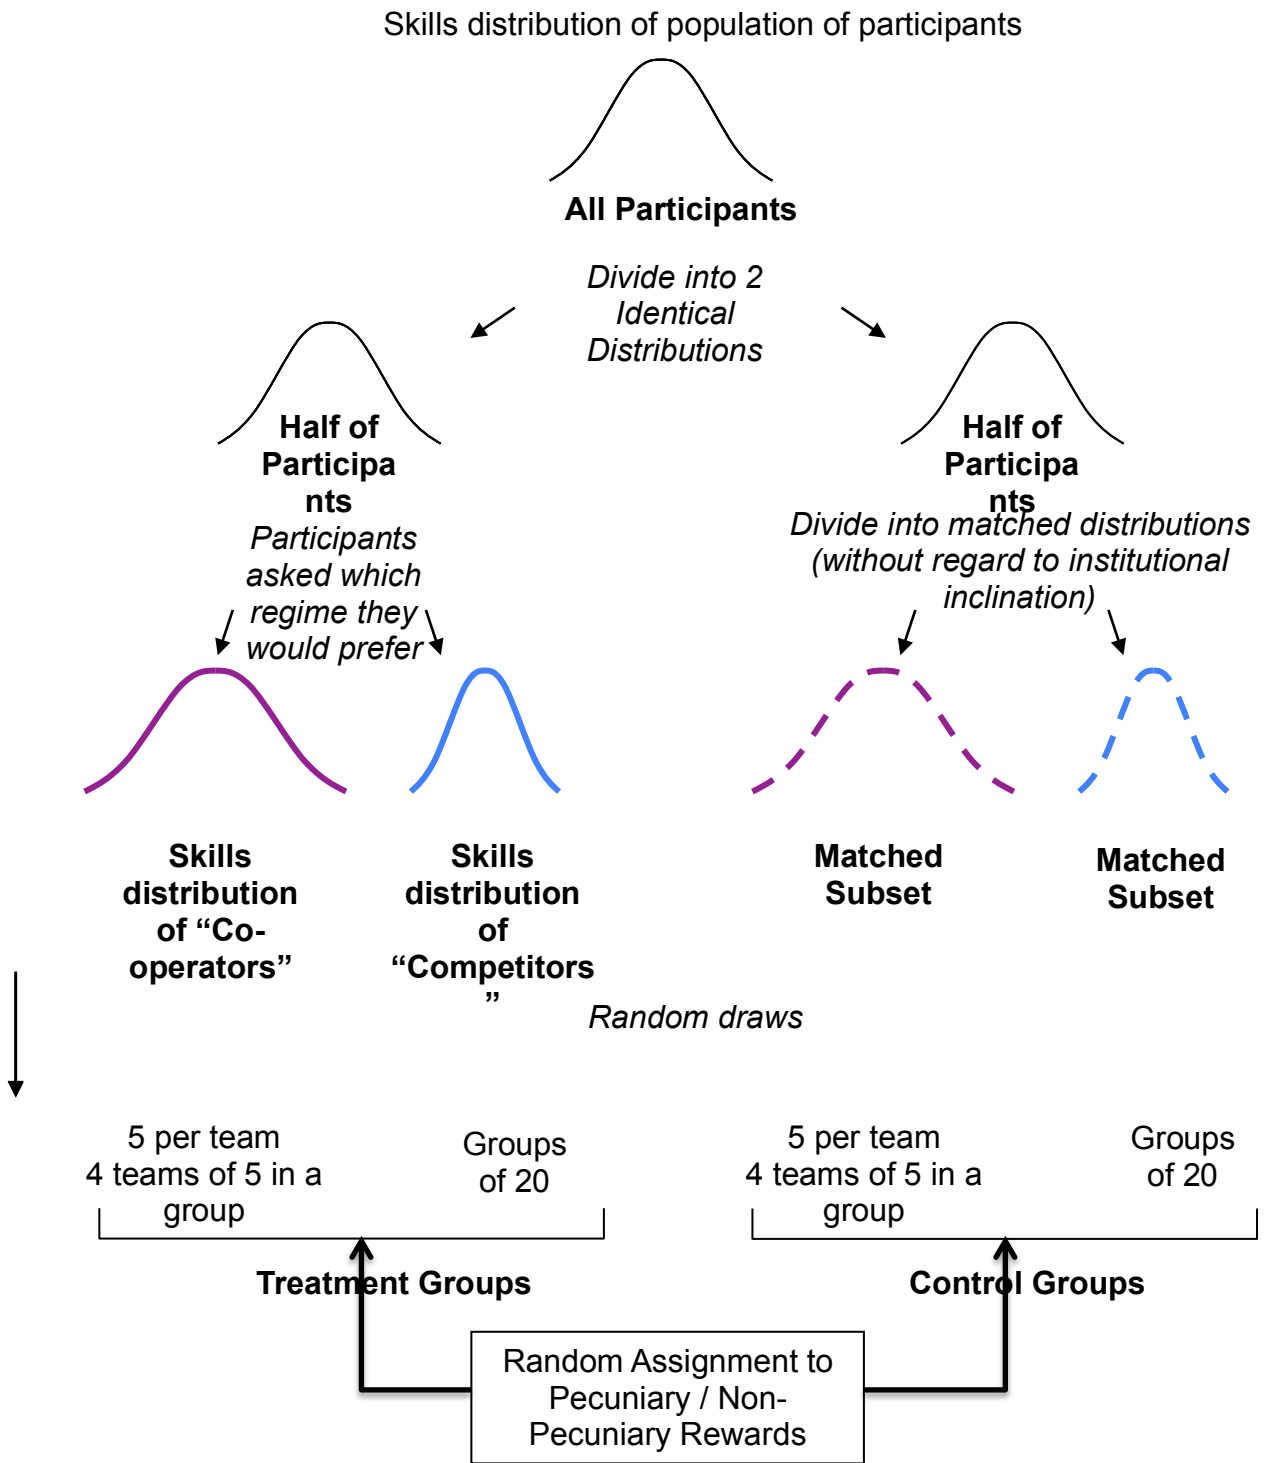 Skills distribution of population of participants
All Participants
Divide into 2
Identical
Distributions
Half of
Participa
nts
Participants
asked which
regime they
would prefer
Half of
Participa
nts
Divide into matched distributions
(without regard to institutional
inclination)
Skills
distribution
of “Co-
operators”
Skills
distribution
of
“Competitors
”
Matched
Subset
Matched
Subset
Random draws
5 per team
4 teams of 5 in a
group
Groups
of 20
5 per team
4 teams of 5 in a
group
Groups
of 20
Treatment Groups
Control Groups
Random Assignment to
Pecuniary / Non-
Pecuniary Rewards